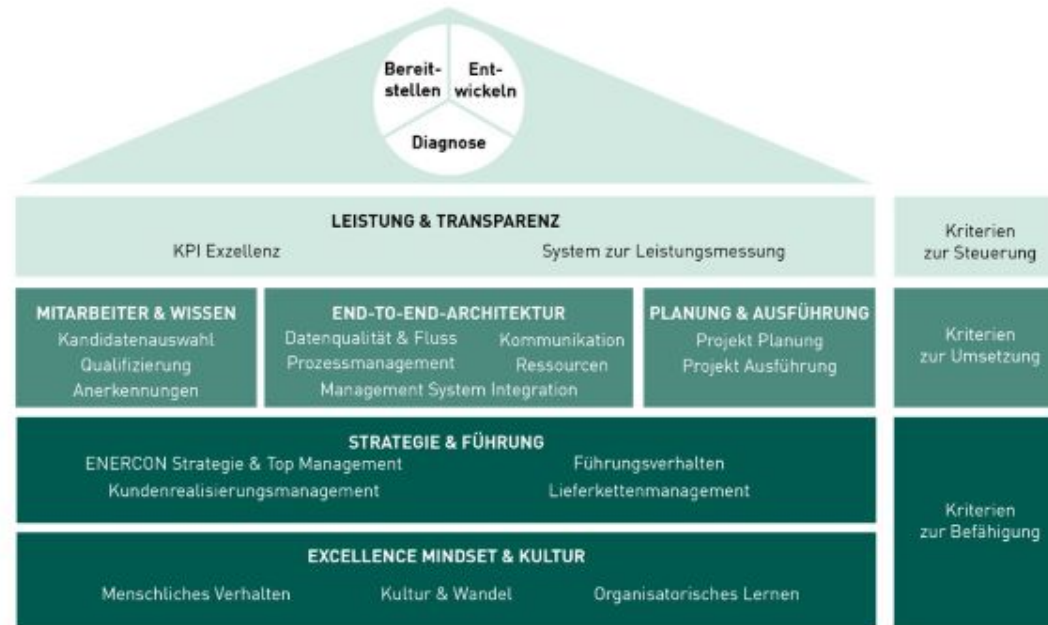 Bereit-
stellen
Ent-
wickeln
Diagnose
LEISTUNG & TRANSPARENZ
KPI Exzellenz
System zur Leistungsmessung
Kriterien
zur Steuerung
MITARBEITER & WISSEN
Kandidatenauswahl
Qualifizierung
Anerkennungen
END-TO-END-ARCHITEKTUR
Datenqualität & Fluss
Kommunikation
Prozessmanagement
Ressourcen
Management System Integration
PLANUNG & AUSFÜHRUNG
Projekt Planung
Projekt Ausführung
Kriterien
zur Umsetzung
STRATEGIE & FÜHRUNG
ENERCON Strategie & Top Management
Führungsverhalten
Kundenrealisierungsmanagement
Lieferkettenmanagement
EXCELLENCE MINDSET & KULTUR
Menschliches Verhalten
Kultur & Wandel
Organisatorisches Lernen
Kriterien
zur Befähigung